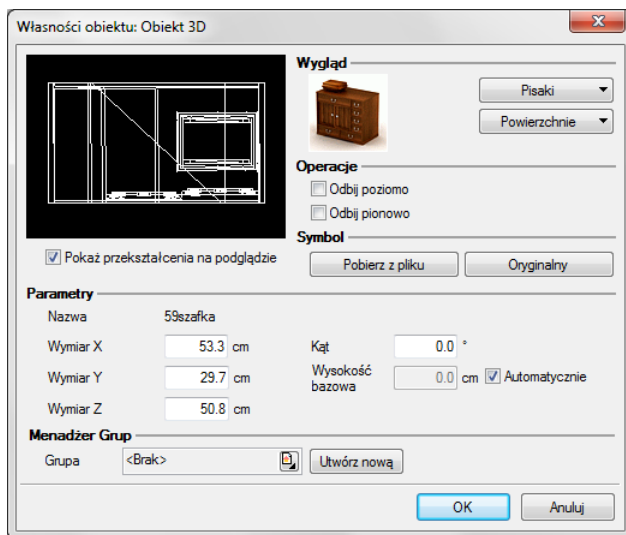 Własności obiektu: Obiekt 3D
Wygląd
Pisaki
Powierzchnie
Operacje
Odbij poziomo
Odbij pionowo
Symbol
Pokaż przekształcenia na podglądzie
Pobierz z pliku Oryginalny
Parametry
Nazwa 59szafka
Wymiar X 53.3 cm Kąt 0.0 °
Wymiar Y 29.7 cm Wysokość bazowa 0.0 cm Automatycznie
Wymiar Z 50.8 cm
Menadżer Grup
Grupa <Brak> Utwórz nową
OK Anuluj